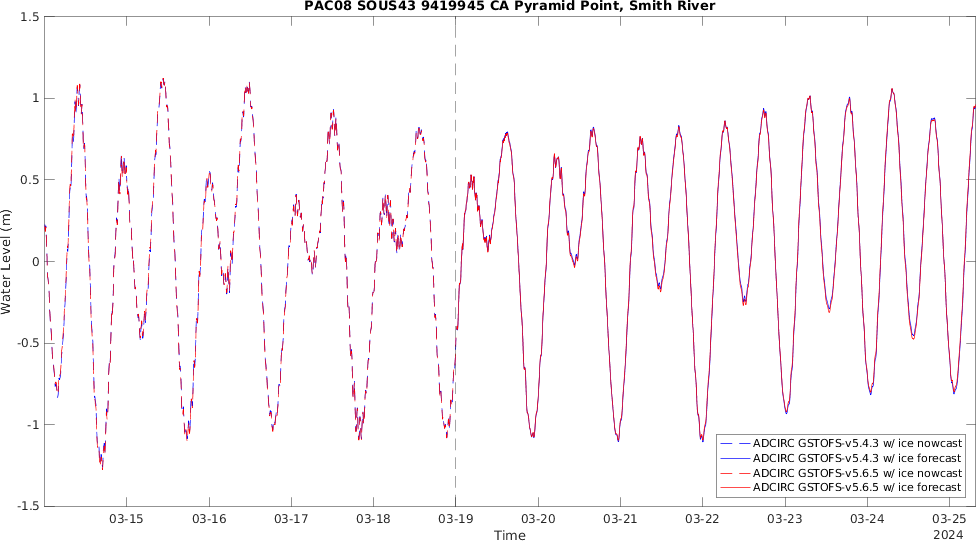 PAC08 SOUS43 9419945 CA Pyramid Point, Smith River
Water Level (m)
1.5
1
0.5
0
-0.5
-1
-1.5
ADCIRC GSTOFS-v5.4.3 w/ ice nowcast
ADCIRC GSTOFS-v5.4.3 w/ ice forecast
ADCIRC GSTOFS-v5.6.5 w/ ice nowcast
ADCIRC GSTOFS-v5.6.5 w/ ice forecast
03-15 03-16 03-17 03-18 03-19 03-20 03-21 03-22 03-23 03-24 03-25
2024
Time